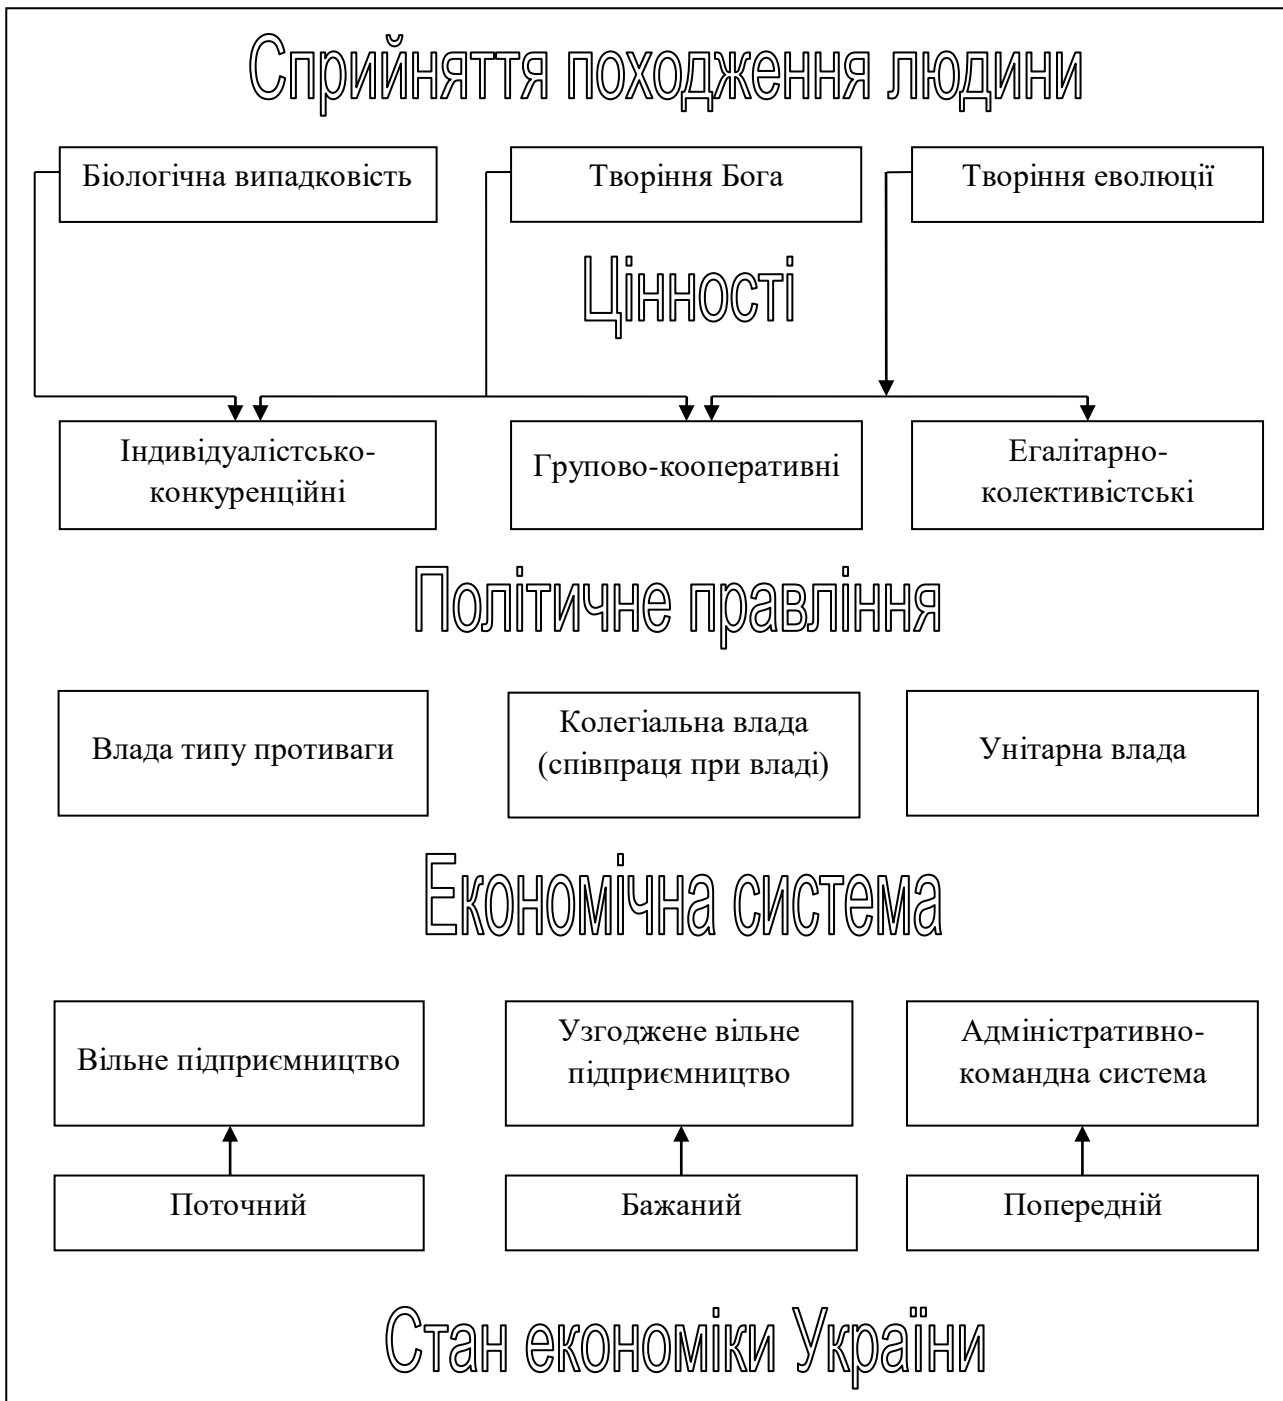 Сприйняття походження людини
Біологічна випадковість
Творіння Бога
Творіння еволюції
Цінності
Індивідуалістсько-
конкуренційні
Групово-кооперативні
Егалітарно-
колективістські
Політичне правління
Влада типу противаги
Колегіальна влада
(співпраця при владі)
Унітарна влада
Економічна система
Вільне підприємництво
Узгоджене вільне
підприємництво
Адміністративно-
командна система
Поточний
Бажаний
Попередній
Стан економіки України